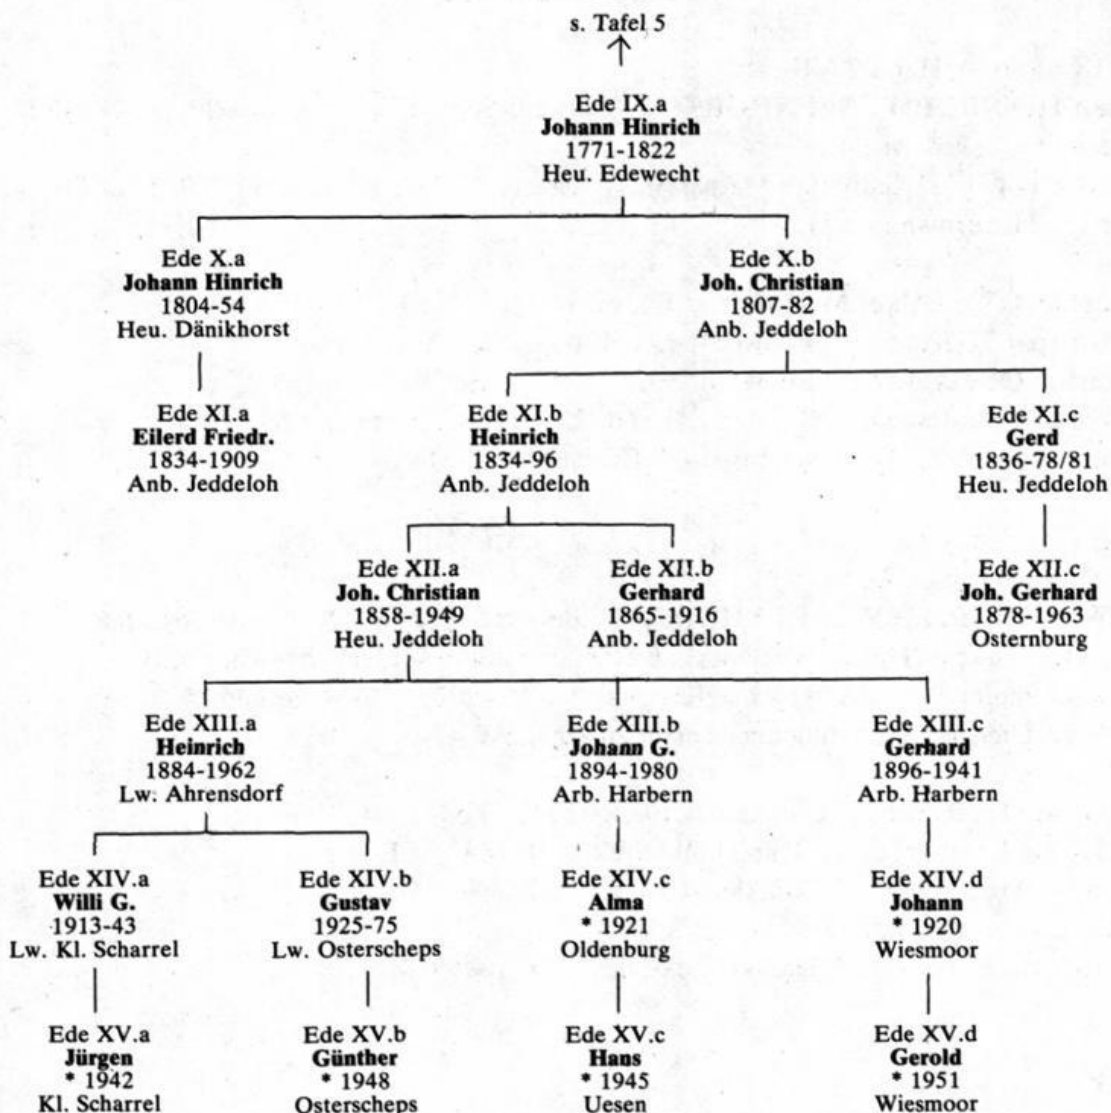 s. Tafel 5
Ede IX.a
Johann Hinrich
1771-1822
Heu. Edewecht
Ede X.a
Johann Hinrich
1804-54
Heu. Dänikhorst
Ede X.b
Joh. Christian
1807-82
Anb. Jeddeloh
Ede XI.a
Eilerd Friedr.
1834-1909
Anb. Jeddeloh
Ede XI.b
Heinrich
1834-96
Anb. Jeddeloh
Ede XI.c
Gerd
1836-78/81
Heu. Jeddeloh
Ede XII.a
Joh. Christian
1858-1949
Heu. Jeddeloh
Ede XII.b
Gerhard
1865-1916
Anb. Jeddeloh
Ede XII.c
Joh. Gerhard
1878-1963
Osternburg
Ede XIII.a
Heinrich
1884-1962
Lw. Ahrensdorf
Ede XIII.b
Johann G.
1894-1980
Arb. Harbern
Ede XIII.c
Gerhard
1896-1941
Arb. Harbern
Ede XIV.a
Willi G.
1913-43
Lw. Kl. Scharrel
Ede XIV.b
Gustav
1925-75
Lw. Osterscheps
Ede XIV.c
Alma
* 1921
Oldenburg
Ede XIV.d
Johann
* 1920
Wiesmoor
Ede XV.a
Jürgen
* 1942
Kl. Scharrel
Ede XV.b
Günther
* 1948
Osterscheps
Ede XV.c
Hans
* 1945
Uesen
Ede XV.d
Gerold
* 1951
Wiesmoor